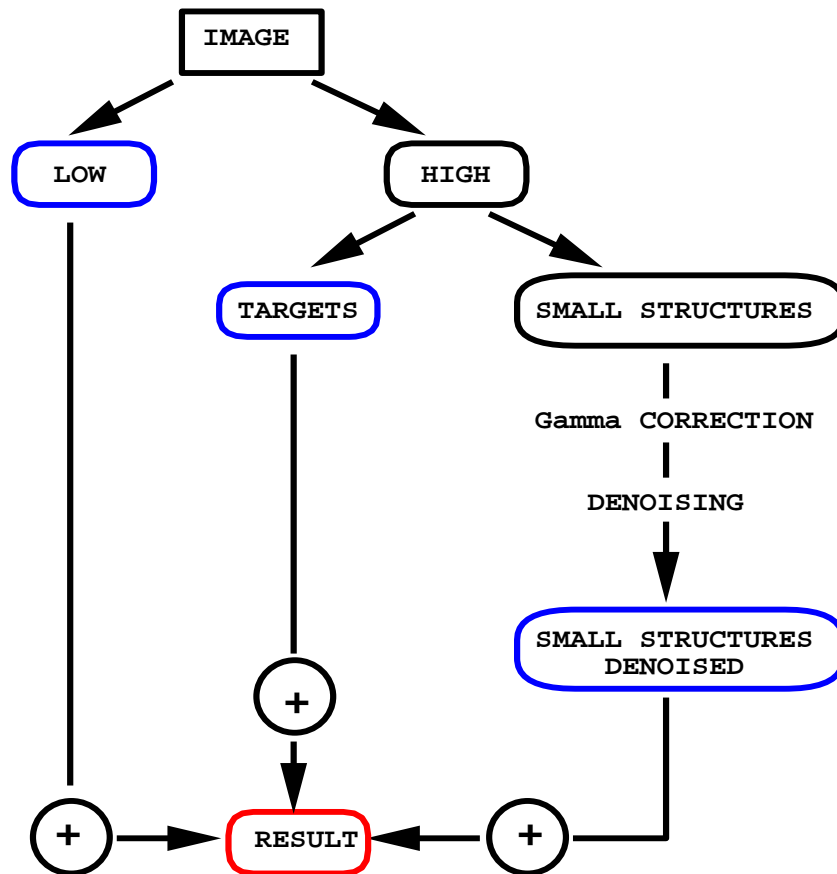 IMAGE
LOW
HIGH
TARGETS
SMALL STRUCTURES
Gamma CORRECTION
DENOISING
SMALL STRUCTURES
DENOISED
+
+
RESULT
+